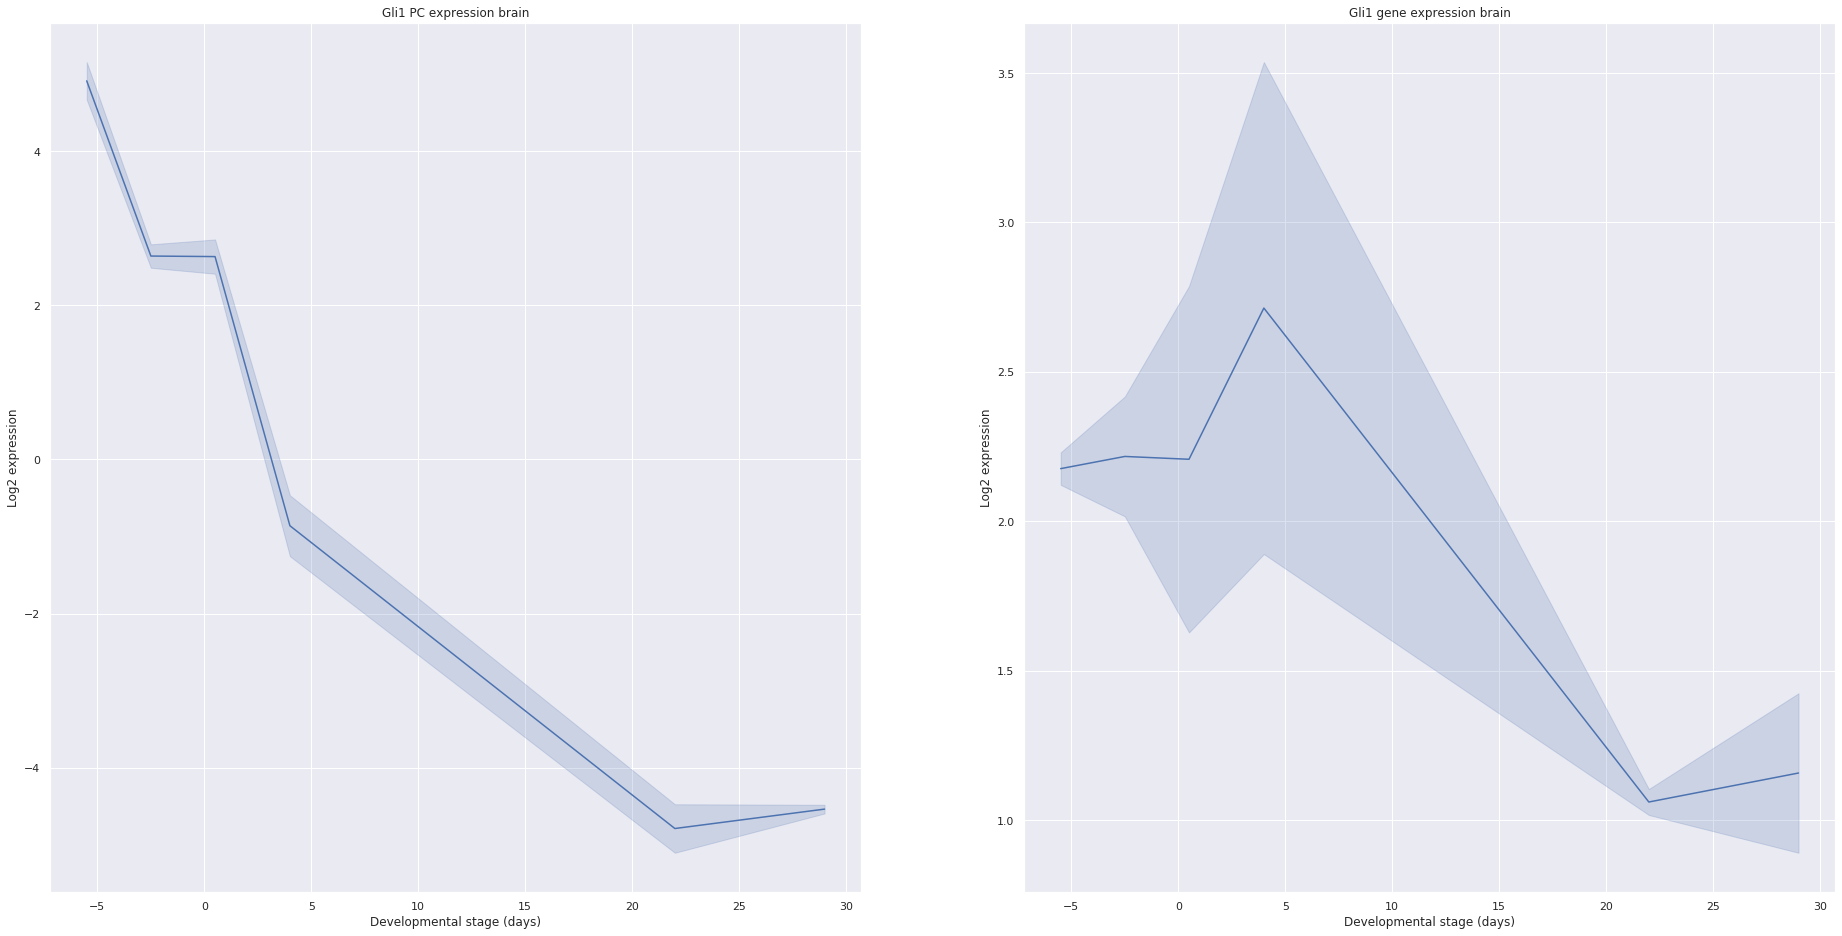 Gli1 PC expression brain
Log2 expression
4
2
0
−2
−4
−5 0 5 10 15 20 25 30
Developmental stage (days)
Gli1 gene expression brain
Log2 expression
3.5
3.0
2.5
2.0
1.5
1.0
−5 0 5 10 15 20 25 30
Developmental stage (days)